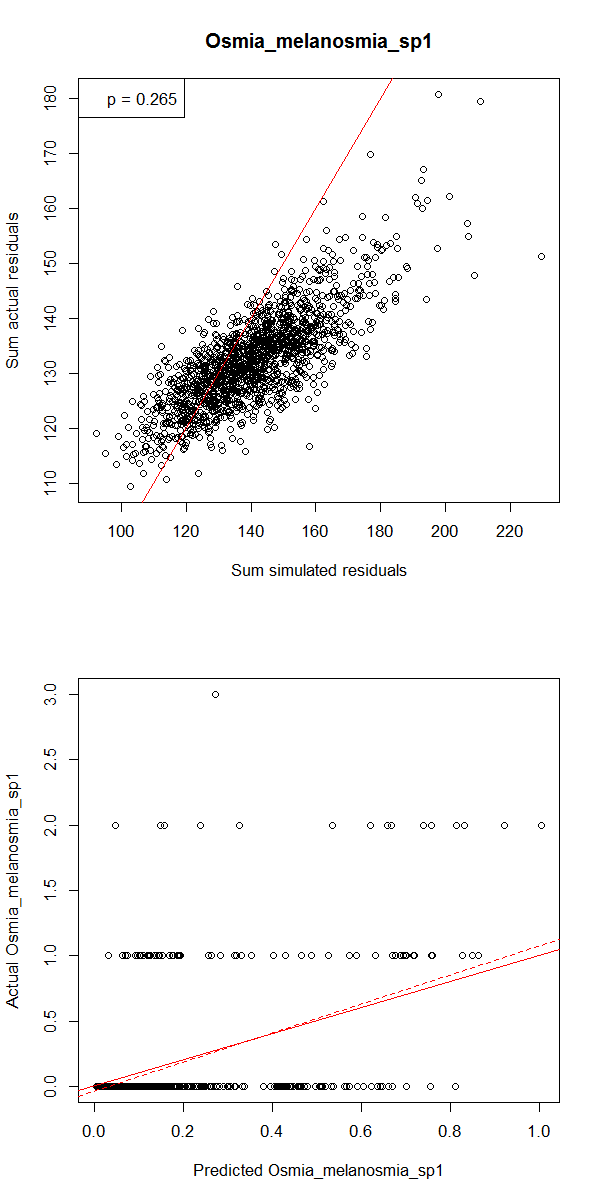 Osmia_melanosmia_sp1
p = 0.265
Sum actual residuals
110 120 130 140 150 160 170 180
100 120 140 160 180 200 220
Sum simulated residuals
Actual Osmia_melanosmia_sp1
0.0 0.5 1.0 1.5 2.0 2.5 3.0
0.0 0.2 0.4 0.6 0.8 1.0
Predicted Osmia_melanosmia_sp1